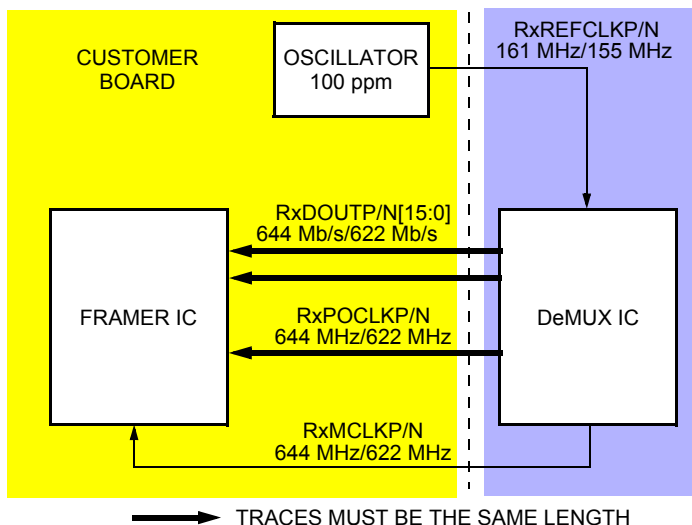 CUSTOMER
BOARD
OSCILLATOR
100 ppm
RxREFCLKP/N
161 MHz/155 MHz
RxDOUTP/N[15:0]
644 Mb/s/622 Mb/s
FRAMER IC
RxPOCLKP/N
644 MHz/622 MHz
DeMUX IC
RxMCLKP/N
644 MHz/622 MHz
TRACES MUST BE THE SAME LENGTH